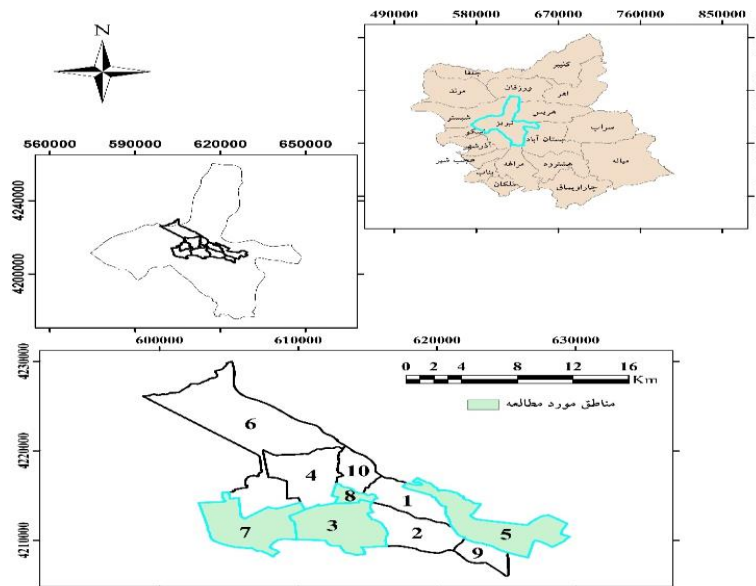 N
490000 580000 670000 760000 850000
کلیبر
جلفا
ورزقان
مرند
اهر
هریس
شبستر
تبریز
سراب
اسکو
بستان آباد
آذرشهر
میانه
عجب شیر
مراغه
هشترود
بناب
ملکان
چاراویماق
560000 590000 620000 650000
4240000
4200000
600000 610000 620000 630000
4230000
4220000
4210000
0 2 4 8 12 16
Km
مناطق مورد مطالعه
6
4
10
8
1
7
3
2
5
9